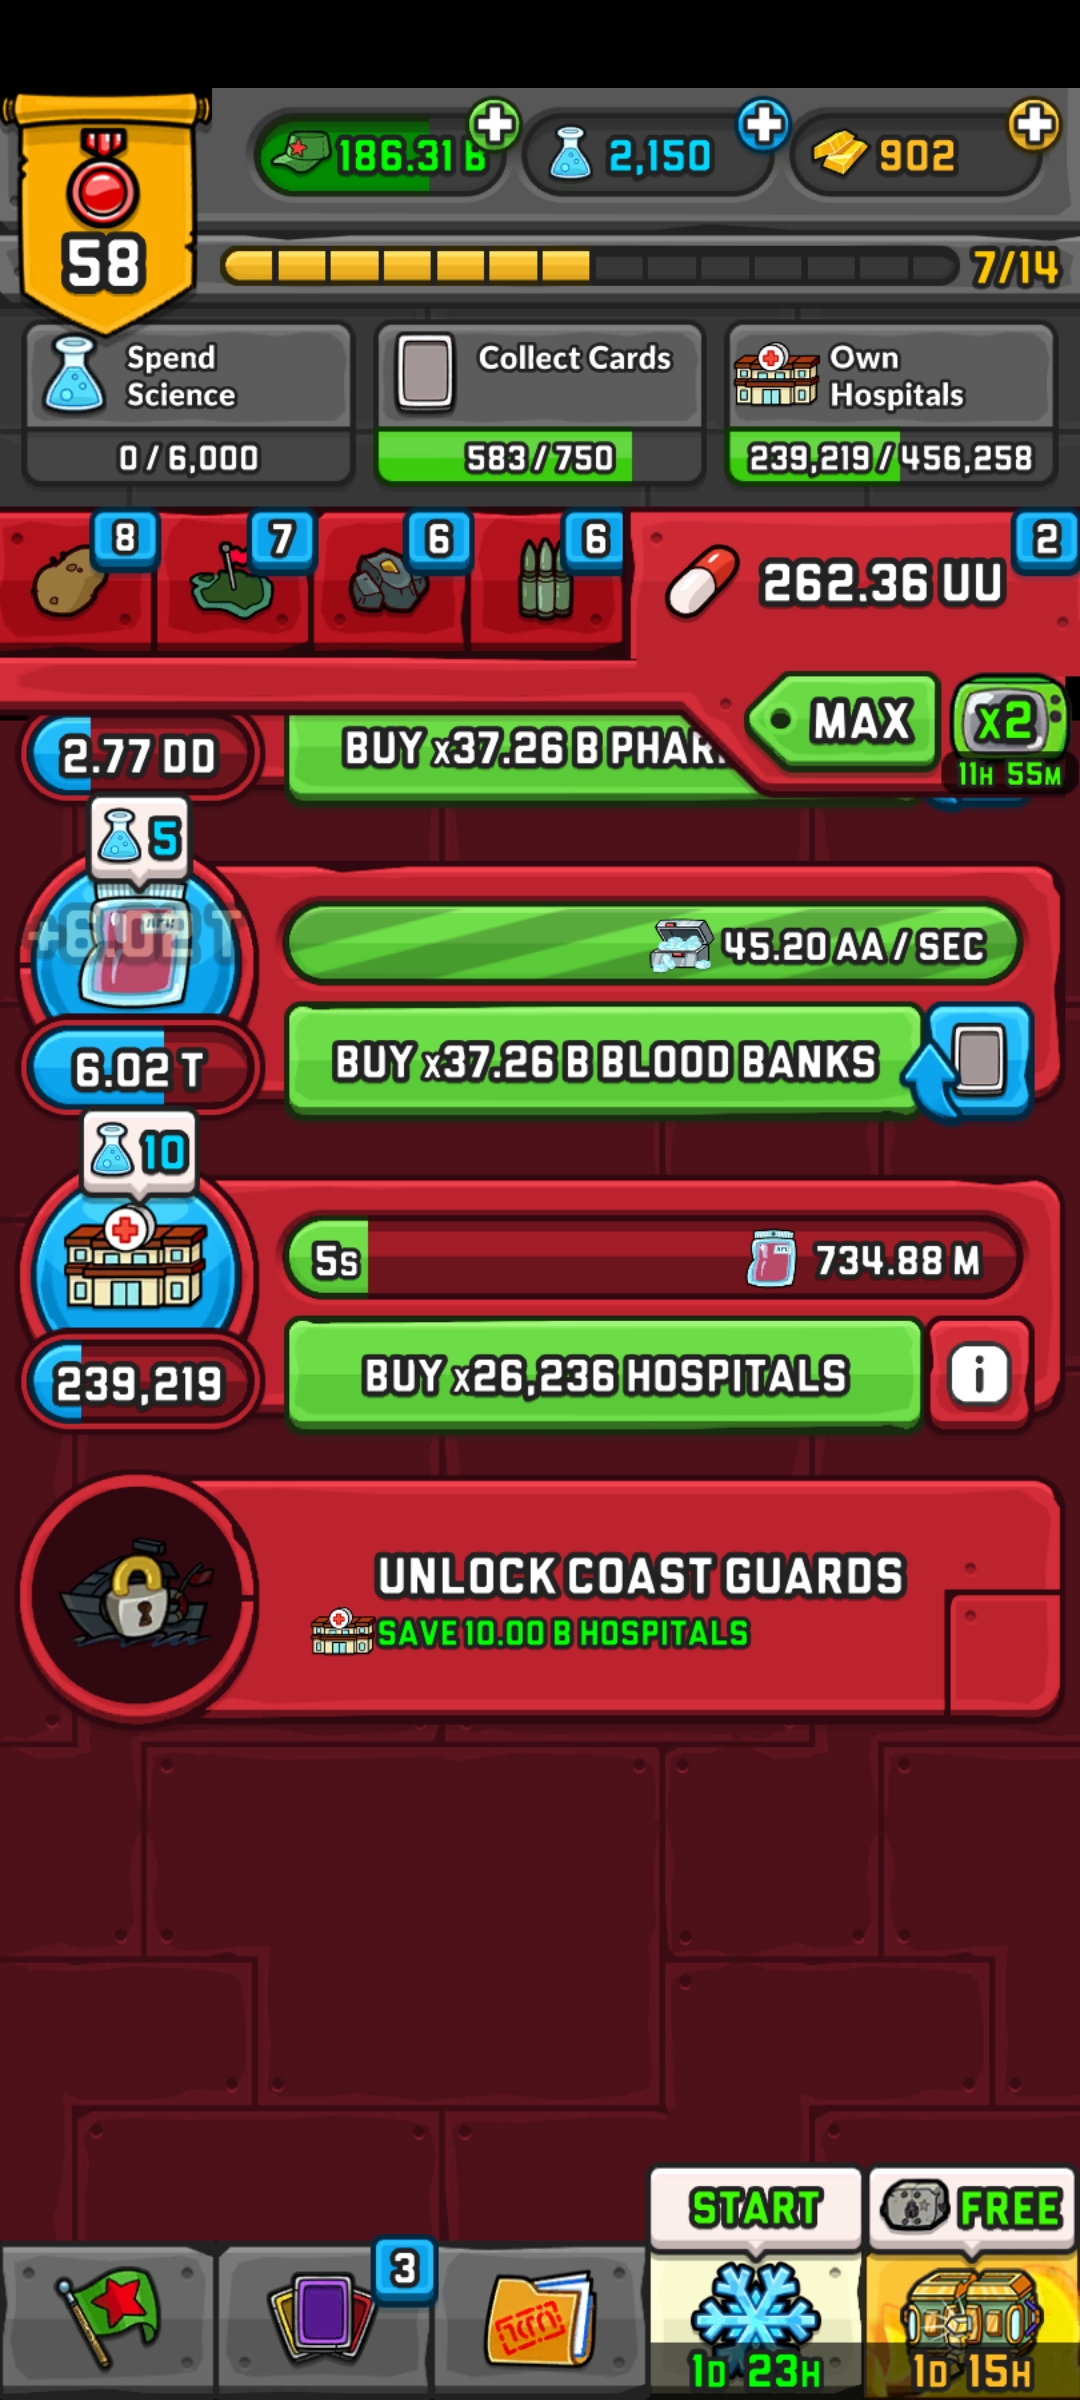 58
186.31 B
2,150
902
7/14
Spend
Science
0 / 6,000
Collect Cards
583 / 750
Own
Hospitals
239,219 / 456,258
8
7
6
6
262.36 UU
2
MAX
x2
11H 55M
2.77 DD
BUY x37.26 B PHAR
5
+6.02T
45.20 AA / SEC
6.02 T
BUY x37.26 B BLOOD BANKS
10
5s
734.88 M
239,219
BUY x26,236 HOSPITALS
i
UNLOCK COAST GUARDS
SAVE 10.00 B HOSPITALS
START
FREE
3
1D 23H
1D 15H